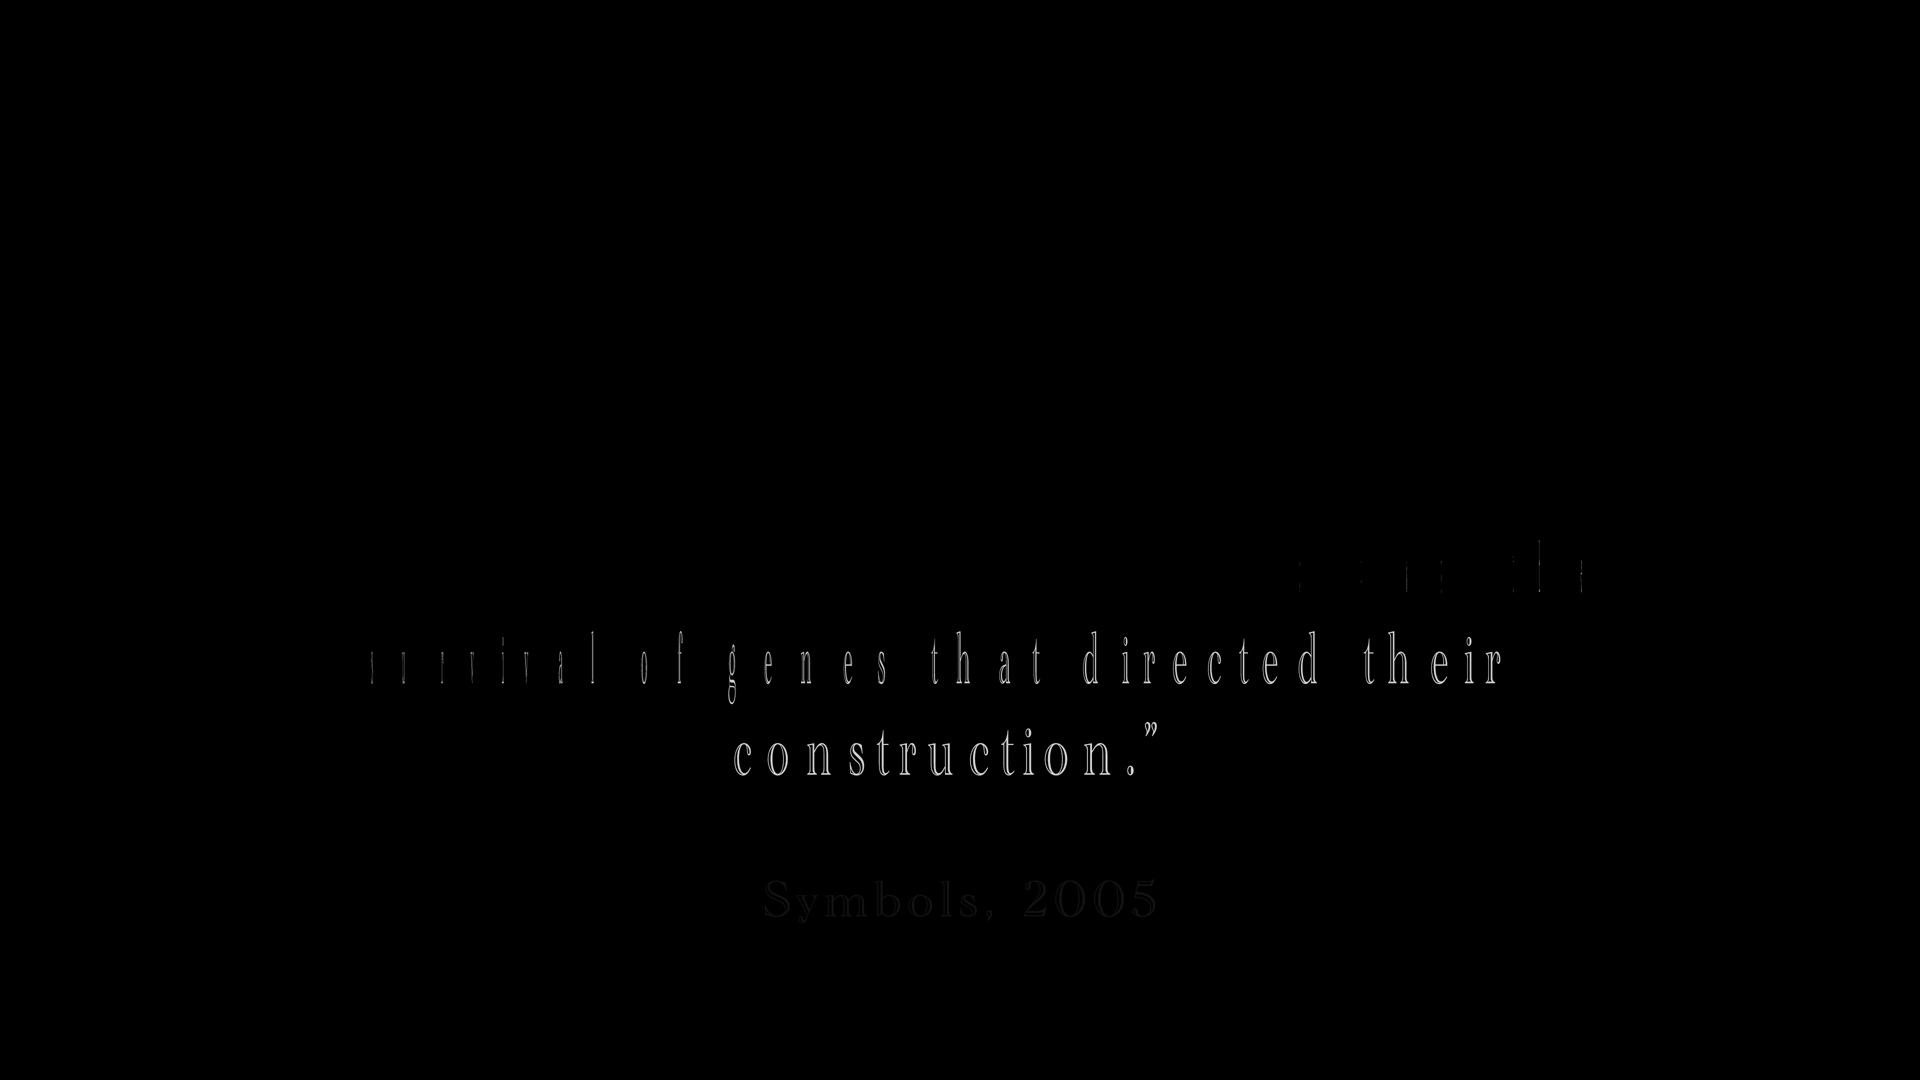 survival of genes that directed their
construction.”
Symbols, 2005